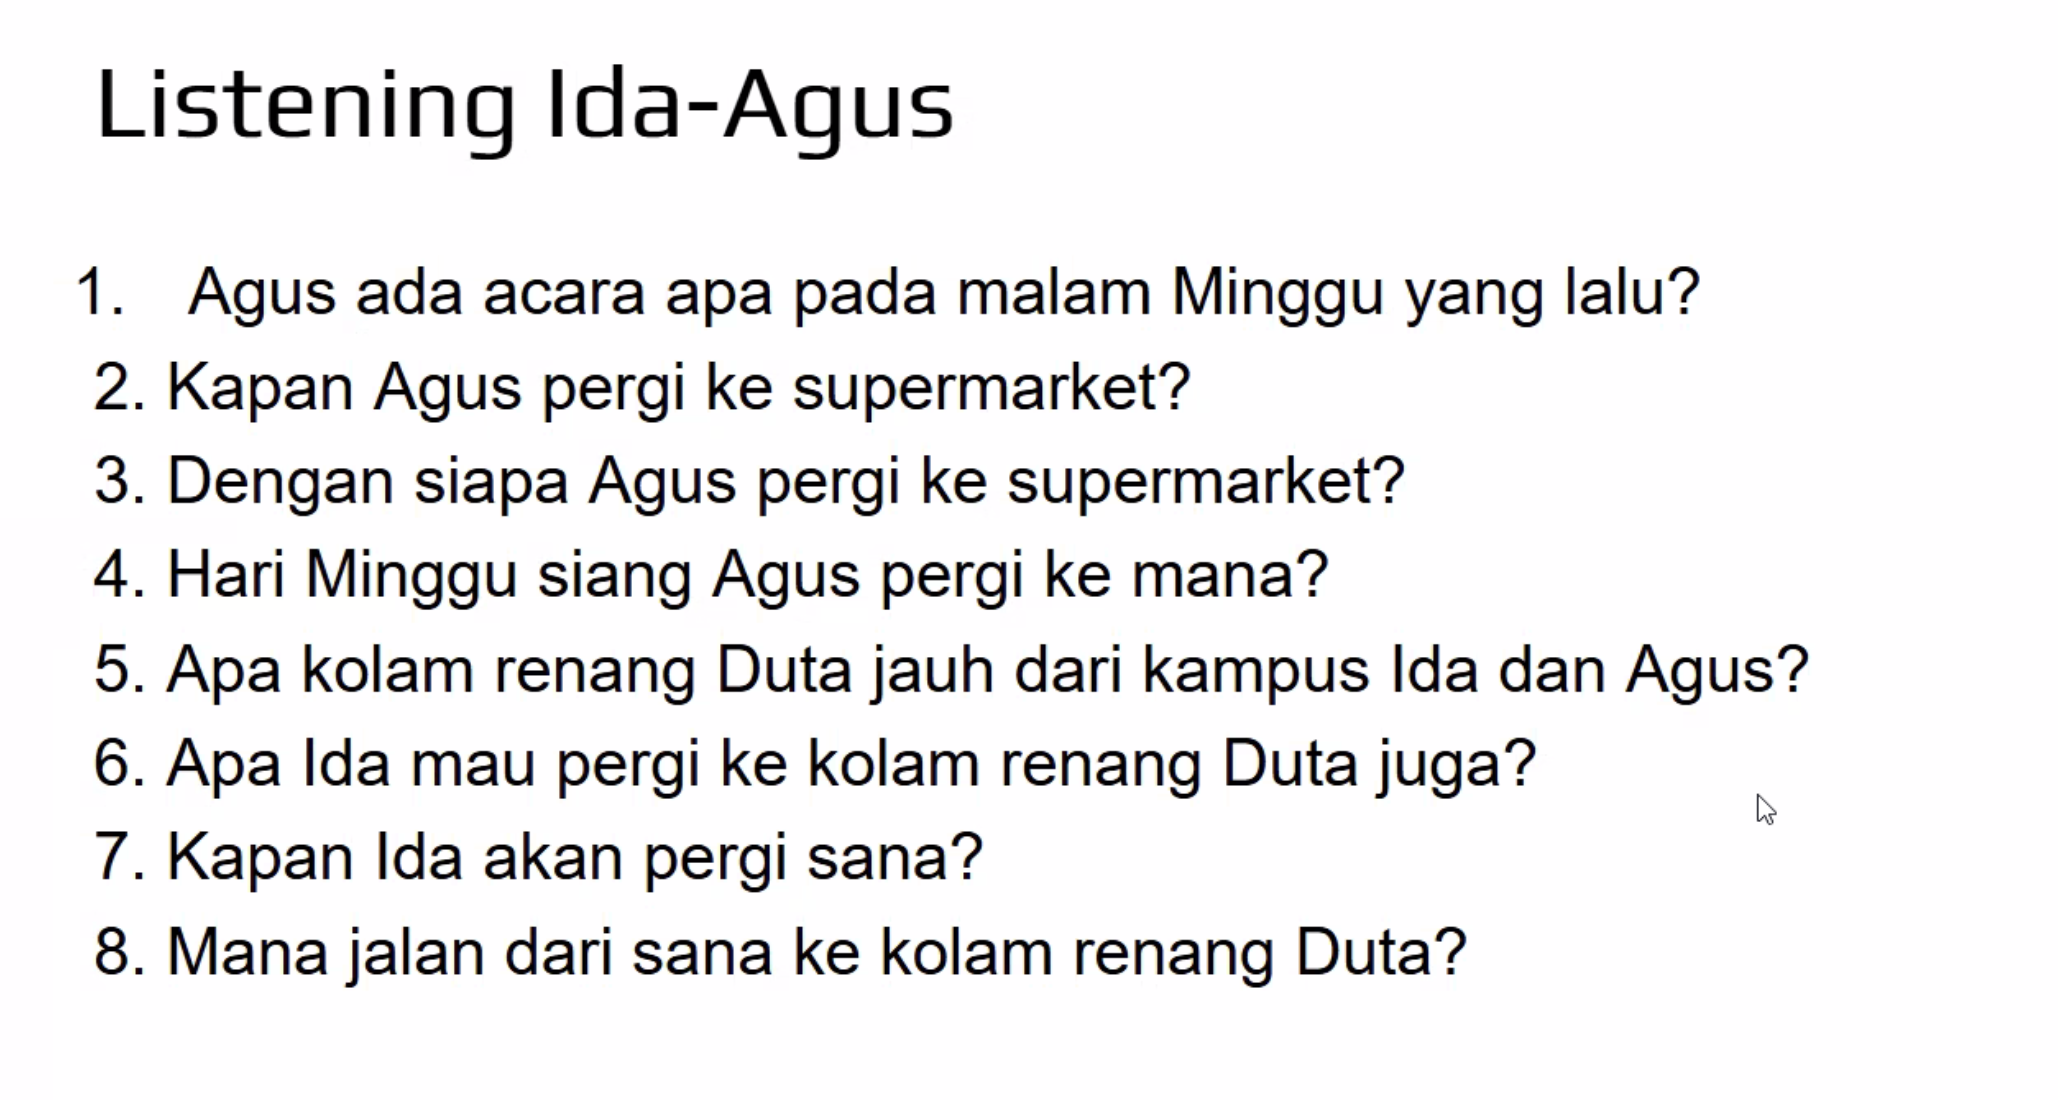 Listening Ida-Agus
1. Agus ada acara apa pada malam Minggu yang lalu?
2. Kapan Agus pergi ke supermarket?
3. Dengan siapa Agus pergi ke supermarket?
4. Hari Minggu siang Agus pergi ke mana?
5. Apa kolam renang Duta jauh dari kampus Ida dan Agus?
6. Apa Ida mau pergi ke kolam renang Duta juga?
7. Kapan Ida akan pergi sana?
8. Mana jalan dari sana ke kolam renang Duta?